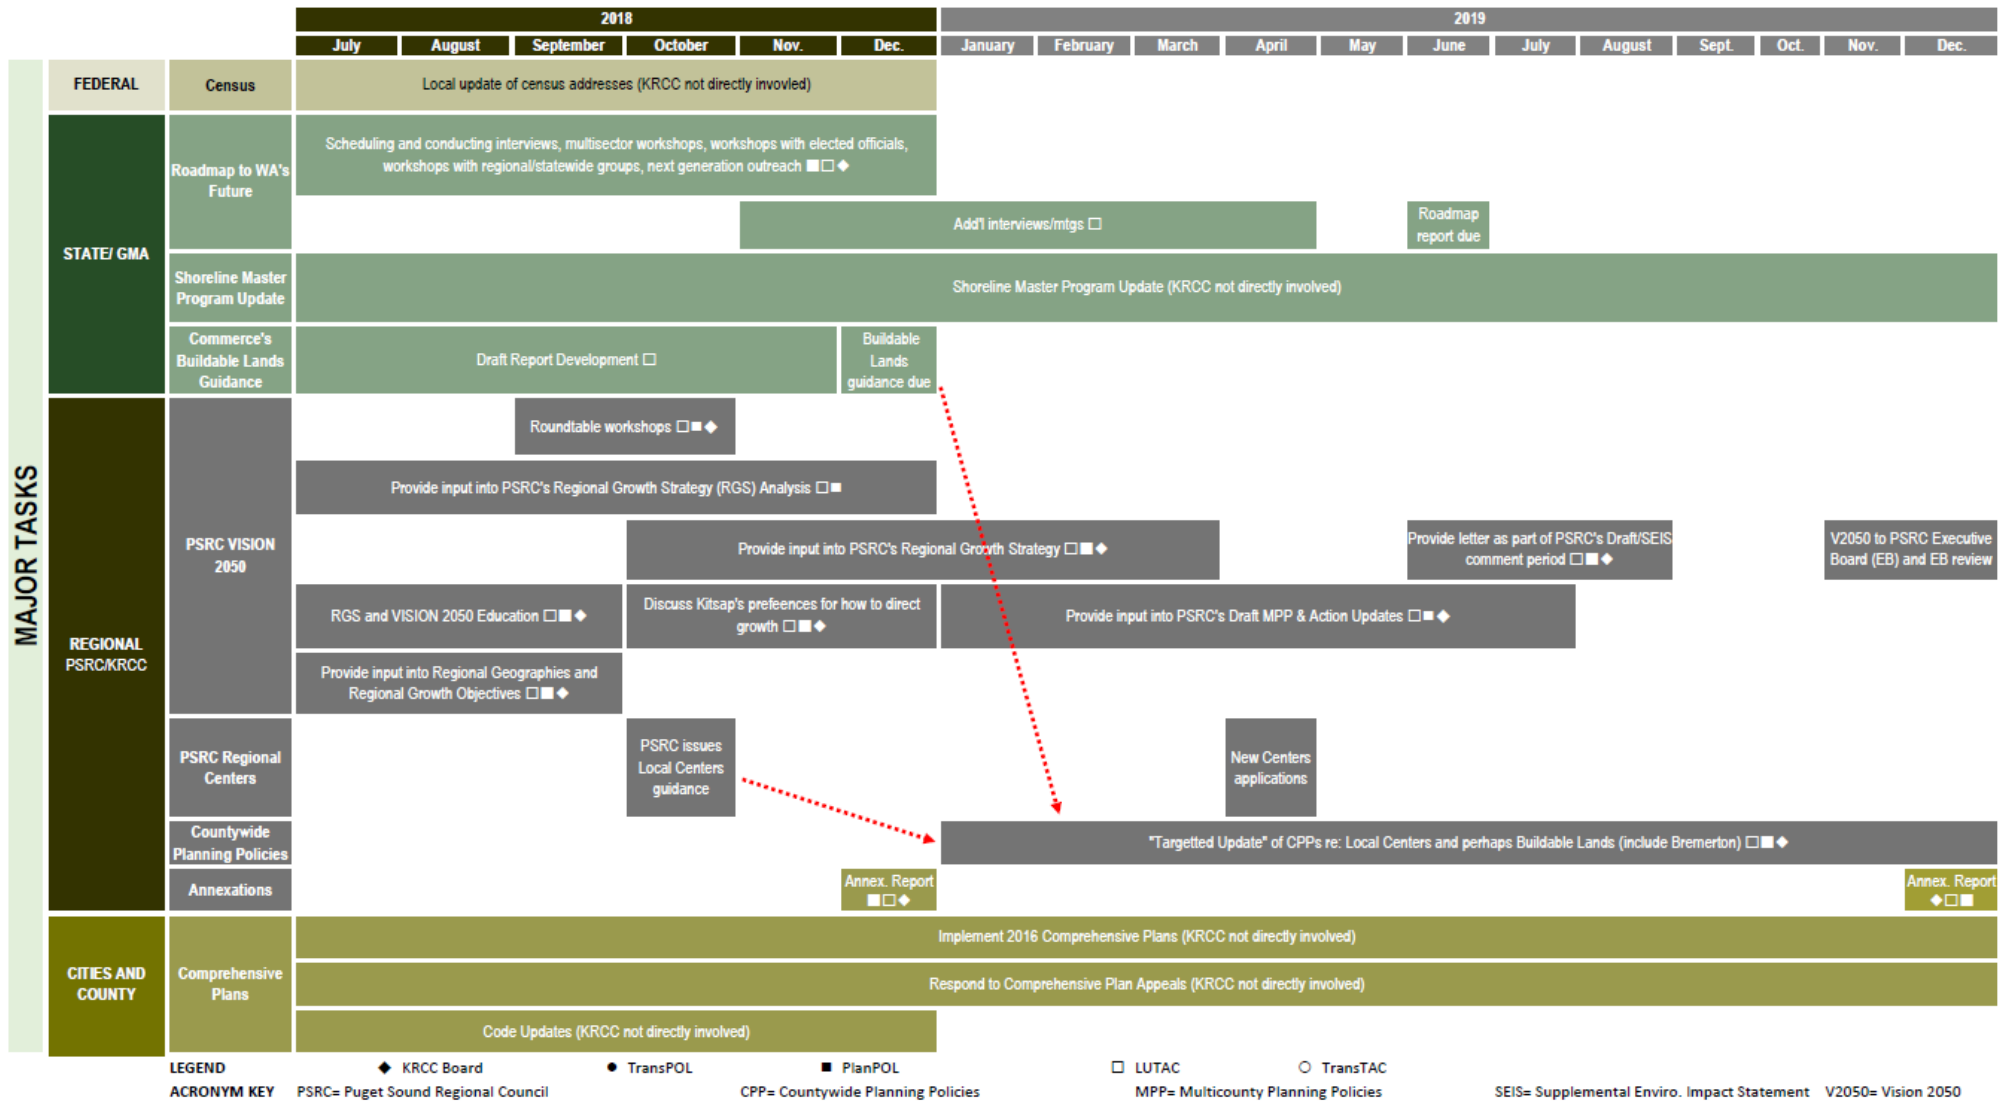 2018
2019
July August September October Nov. Dec. January February March April May June July August Sept. Oct. Nov. Dec.
MAJOR TASKS
FEDERAL
Census
Local update of census addresses (KRCC not directly invovled)
STATE/ GMA
Roadmap to WA's
Future
Scheduling and conducting interviews, multisector workshops, workshops with elected officials,
workshops with regional/statewide groups, next generation outreach ■□◆
Add'l interviews/mtgs □
Roadmap
report due
Shoreline Master
Program Update
Shoreline Master Program Update (KRCC not directly involved)
Commerce's
Buildable Lands
Guidance
Draft Report Development □
Buildable
Lands
guidance due
REGIONAL
PSRC/KRCC
PSRC VISION
2050
Roundtable workshops □■◆
Provide input into PSRC's Regional Growth Strategy (RGS) Analysis □■
Provide input into PSRC's Regional Growth Strategy □■◆
Provide letter as part of PSRC's Draft/SEIS
comment period □■◆
V2050 to PSRC Executive
Board (EB) and EB review
RGS and VISION 2050 Education □■◆
Discuss Kitsap's prefeences for how to direct
growth □■◆
Provide input into PSRC's Draft MPP & Action Updates □■◆
Provide input into Regional Geographies and
Regional Growth Objectives □■◆
PSRC Regional
Centers
PSRC issues
Local Centers
guidance
New Centers
applications
Countywide
Planning Policies
"Targetted Update" of CPPs re: Local Centers and perhaps Buildable Lands (include Bremerton) □■◆
Annexations
Annex. Report
■□◆
Annex. Report
◆□■
CITIES AND
COUNTY
Comprehensive
Plans
Implement 2016 Comprehensive Plans (KRCC not directly involved)
Respond to Comprehensive Plan Appeals (KRCC not directly involved)
Code Updates (KRCC not directly involved)
LEGEND ◆ KRCC Board ● TransPOL ■ PlanPOL □ LUTAC ○ TransTAC
ACRONYM KEY PSRC= Puget Sound Regional Council CPP= Countywide Planning Policies MPP= Multicounty Planning Policies SEIS= Supplemental Enviro. Impact Statement V2050= Vision 2050